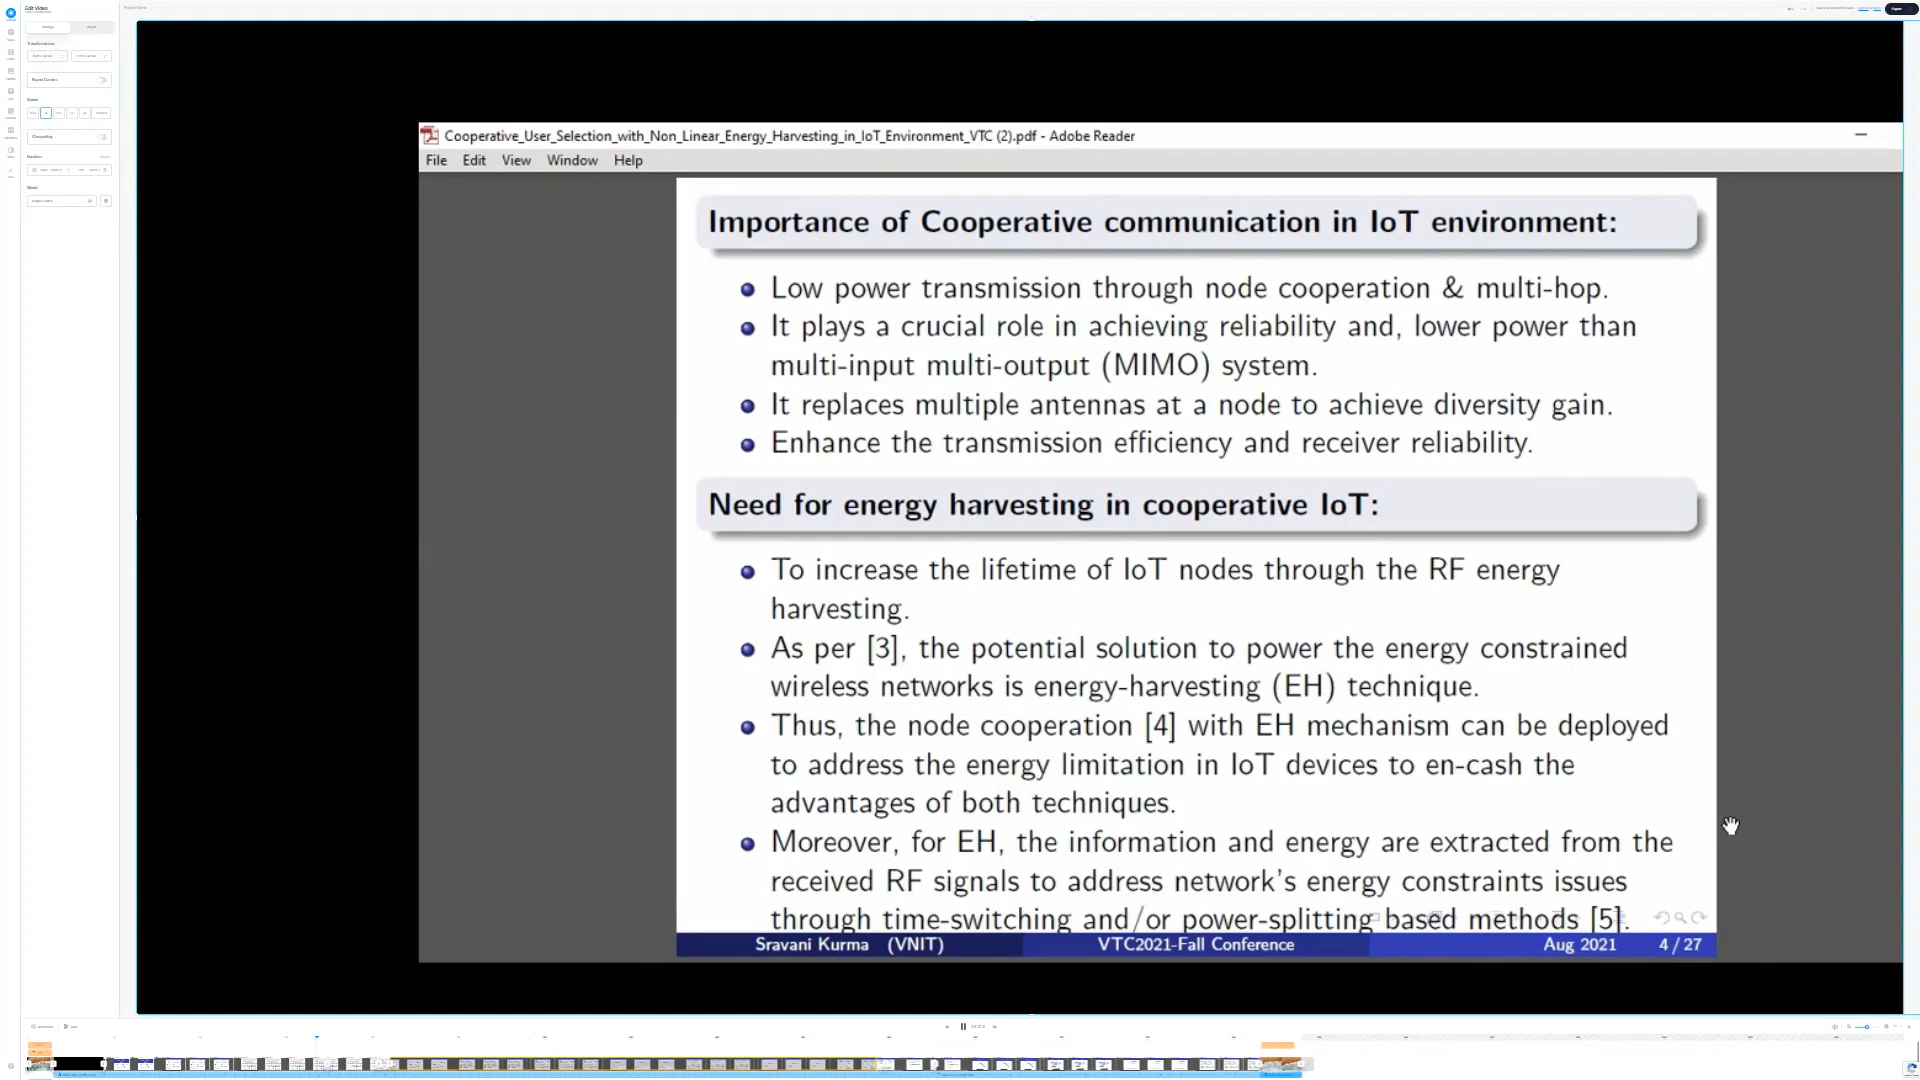 Edit Video
Round Corners
Cooperative_User_Selection_with_Non_Linear_Energy_Harvesting_in_IoT_Environment_VTC (2).pdf - Adobe Reader
File Edit View Window Help
Importance of Cooperative communication in IoT environment:
Low power transmission through node cooperation & multi-hop.
It plays a crucial role in achieving reliability and, lower power than
multi-input multi-output (MIMO) system.
It replaces multiple antennas at a node to achieve diversity gain.
Enhance the transmission efficiency and receiver reliability.
Need for energy harvesting in cooperative IoT:
To increase the lifetime of IoT nodes through the RF energy
harvesting.
As per [3], the potential solution to power the energy constrained
wireless networks is energy-harvesting (EH) technique.
Thus, the node cooperation [4] with EH mechanism can be deployed
to address the energy limitation in IoT devices to en-cash the
advantages of both techniques.
Moreover, for EH, the information and energy are extracted from the
received RF signals to address network's energy constraints issues
through time-switching and/or power-splitting based methods [5].
Sravani Kurma (VNIT) VTC2021-Fall Conference Aug 2021 4 / 27